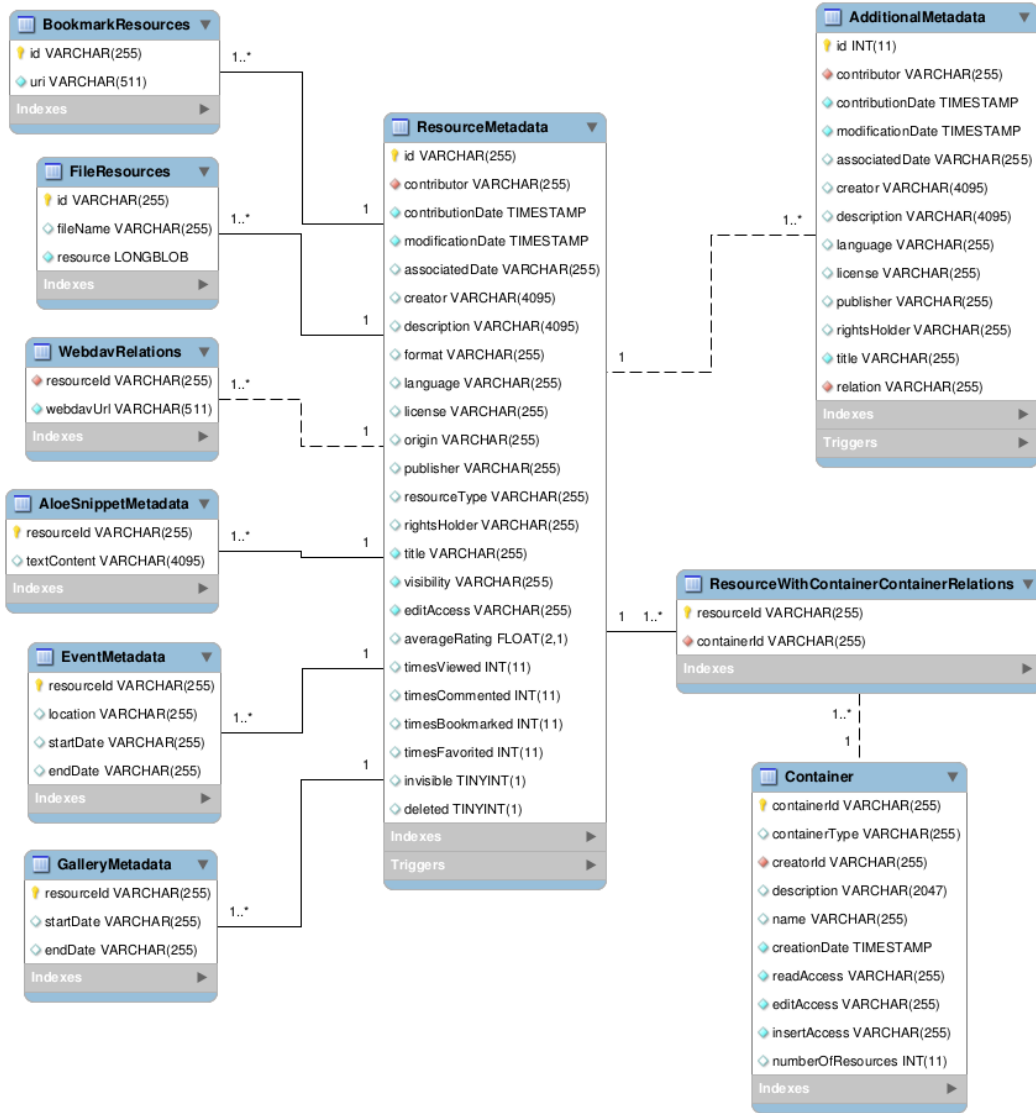 BookmarkResources
id VARCHAR(255)
uri VARCHAR(511)
Indexes
1..*
FileResources
id VARCHAR(255)
fileName VARCHAR(255)
resource LONGBLOB
Indexes
1..*
WebdavRelations
resourceId VARCHAR(255)
webdavUrl VARCHAR(511)
Indexes
1..*
AloeSnippetMetadata
resourceId VARCHAR(255)
textContent VARCHAR(4095)
Indexes
1..*
EventMetadata
resourceId VARCHAR(255)
location VARCHAR(255)
startDate VARCHAR(255)
endDate VARCHAR(255)
Indexes
1..*
GalleryMetadata
resourceId VARCHAR(255)
startDate VARCHAR(255)
endDate VARCHAR(255)
Indexes
1..*
1
1
1
1
1
1
ResourceMetadata
id VARCHAR(255)
contributor VARCHAR(255)
contributionDate TIMESTAMP
modificationDate TIMESTAMP
associatedDate VARCHAR(255)
creator VARCHAR(4095)
description VARCHAR(4095)
format VARCHAR(255)
language VARCHAR(255)
license VARCHAR(255)
origin VARCHAR(255)
publisher VARCHAR(255)
resourceType VARCHAR(255)
rightsHolder VARCHAR(255)
title VARCHAR(255)
visibility VARCHAR(255)
editAccess VARCHAR(255)
averageRating FLOAT(2,1)
timesViewed INT(11)
timesCommented INT(11)
timesBookmarked INT(11)
timesFavorited INT(11)
invisible TINYINT(1)
deleted TINYINT(1)
Indexes
Triggers
1
1..*
AdditionalMetadata
id INT(11)
contributor VARCHAR(255)
contributionDate TIMESTAMP
modificationDate TIMESTAMP
associatedDate VARCHAR(255)
creator VARCHAR(4095)
description VARCHAR(4095)
language VARCHAR(255)
license VARCHAR(255)
publisher VARCHAR(255)
rightsHolder VARCHAR(255)
title VARCHAR(255)
relation VARCHAR(255)
Indexes
Triggers
1 1..*
ResourceWithContainerContainerRelations
resourceId VARCHAR(255)
containerId VARCHAR(255)
Indexes
1..*
1
Container
containerId VARCHAR(255)
containerType VARCHAR(255)
creatorId VARCHAR(255)
description VARCHAR(2047)
name VARCHAR(255)
creationDate TIMESTAMP
readAccess VARCHAR(255)
editAccess VARCHAR(255)
insertAccess VARCHAR(255)
numberOfResources INT(11)
Indexes